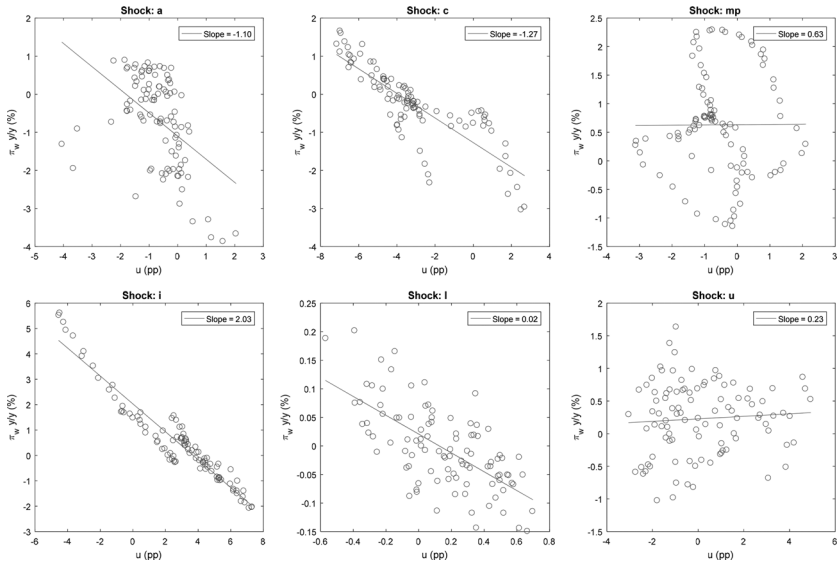 Shock: a
Slope = -1.10
2
1
0
-1
-2
-3
-4
π_w y/y (%)
-5 -4 -3 -2 -1 0 1 2 3
u (pp)
Shock: c
Slope = -1.27
2
1
0
-1
-2
-3
-4
π_w y/y (%)
-8 -6 -4 -2 0 2 4
u (pp)
Shock: mp
Slope = 0.63
2.5
2
1.5
1
0.5
0
-0.5
-1
-1.5
π_w y/y (%)
-4 -3 -2 -1 0 1 2 3
u (pp)
Shock: i
Slope = 2.03
6
5
4
3
2
1
0
-1
-2
-3
π_w y/y (%)
-6 -4 -2 0 2 4 6 8
u (pp)
Shock: l
Slope = 0.02
0.25
0.2
0.15
0.1
0.05
0
-0.05
-0.1
-0.15
π_w y/y (%)
-0.6 -0.4 -0.2 0 0.2 0.4 0.6 0.8
u (pp)
Shock: u
Slope = 0.23
2
1.5
1
0.5
0
-0.5
-1
-1.5
π_w y/y (%)
-4 -2 0 2 4 6
u (pp)